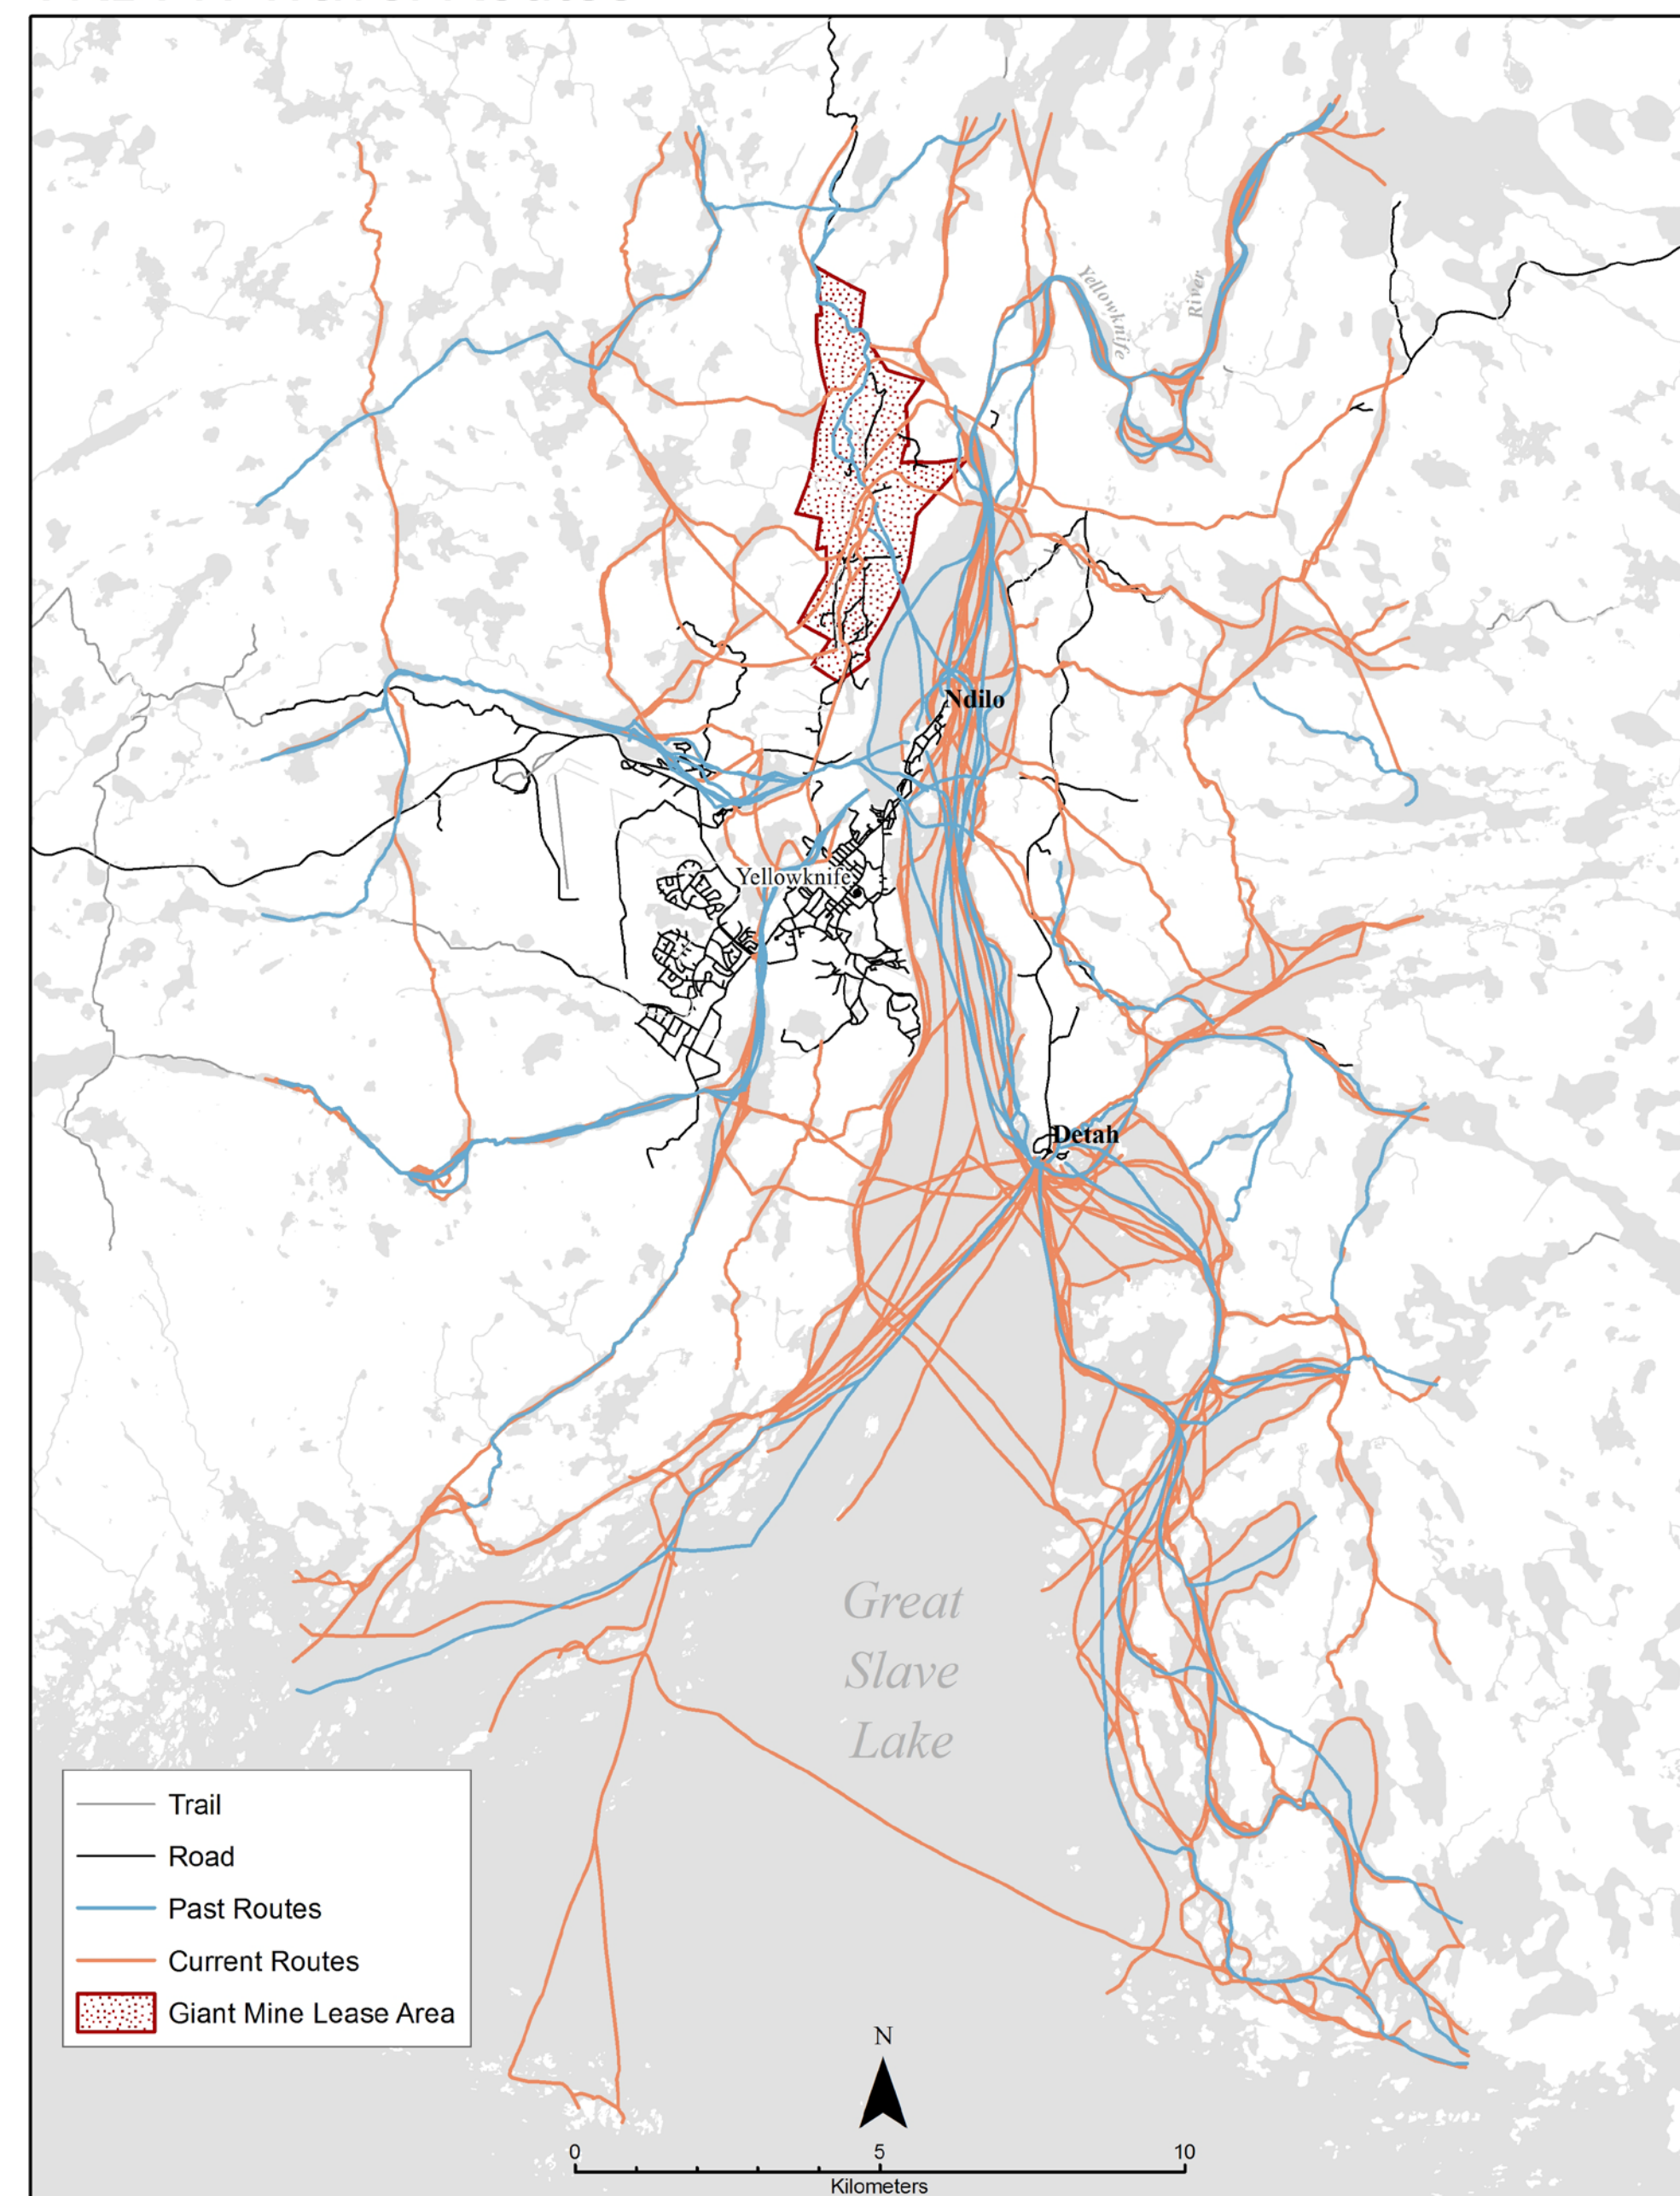 Yellowknife
River
Ndilo
Yellowknife
Detah
Great
Slave
Lake
Trail
Road
Past Routes
Current Routes
Giant Mine Lease Area
N
0 5 10
Kilometers